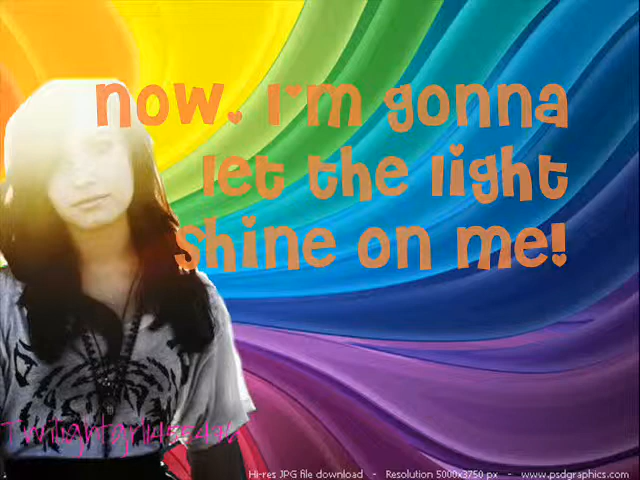 now. I'm gonna
let the light
shine on me!
Hi-res JPG file download - Resolution 5000x3750 px - www.psdgraphics.com